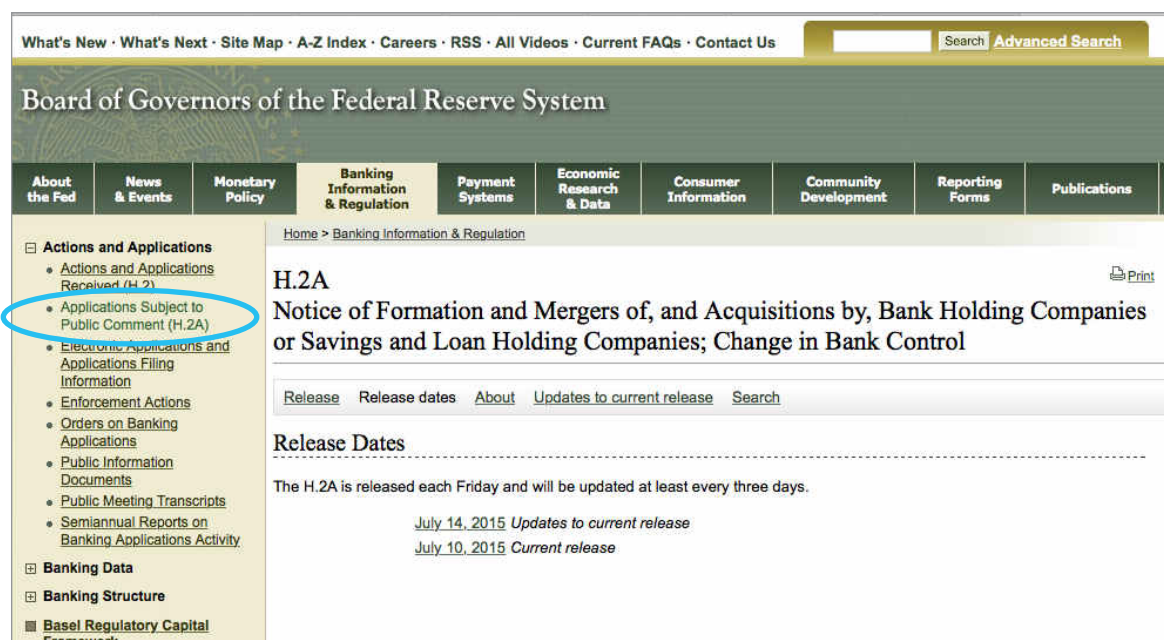 What's New · What's Next · Site Map · A-Z Index · Careers · RSS · All Videos · Current FAQs · Contact Us
Search Advanced Search
Board of Governors of the Federal Reserve System
About the Fed
News & Events
Monetary Policy
Banking Information & Regulation
Payment Systems
Economic Research & Data
Consumer Information
Community Development
Reporting Forms
Publications
Actions and Applications
Actions and Applications
Received (H.2)
Applications Subject to
Public Comment (H.2A)
Electronic Applications and
Applications Filing
Information
Enforcement Actions
Orders on Banking
Applications
Public Information
Documents
Public Meeting Transcripts
Semiannual Reports on
Banking Applications Activity
Banking Data
Banking Structure
Basel Regulatory Capital
Framework
Home > Banking Information & Regulation
Print
H.2A
Notice of Formation and Mergers of, and Acquisitions by, Bank Holding Companies
or Savings and Loan Holding Companies; Change in Bank Control
Release Release dates About Updates to current release Search
Release Dates
The H.2A is released each Friday and will be updated at least every three days.
July 14, 2015 Updates to current release
July 10, 2015 Current release